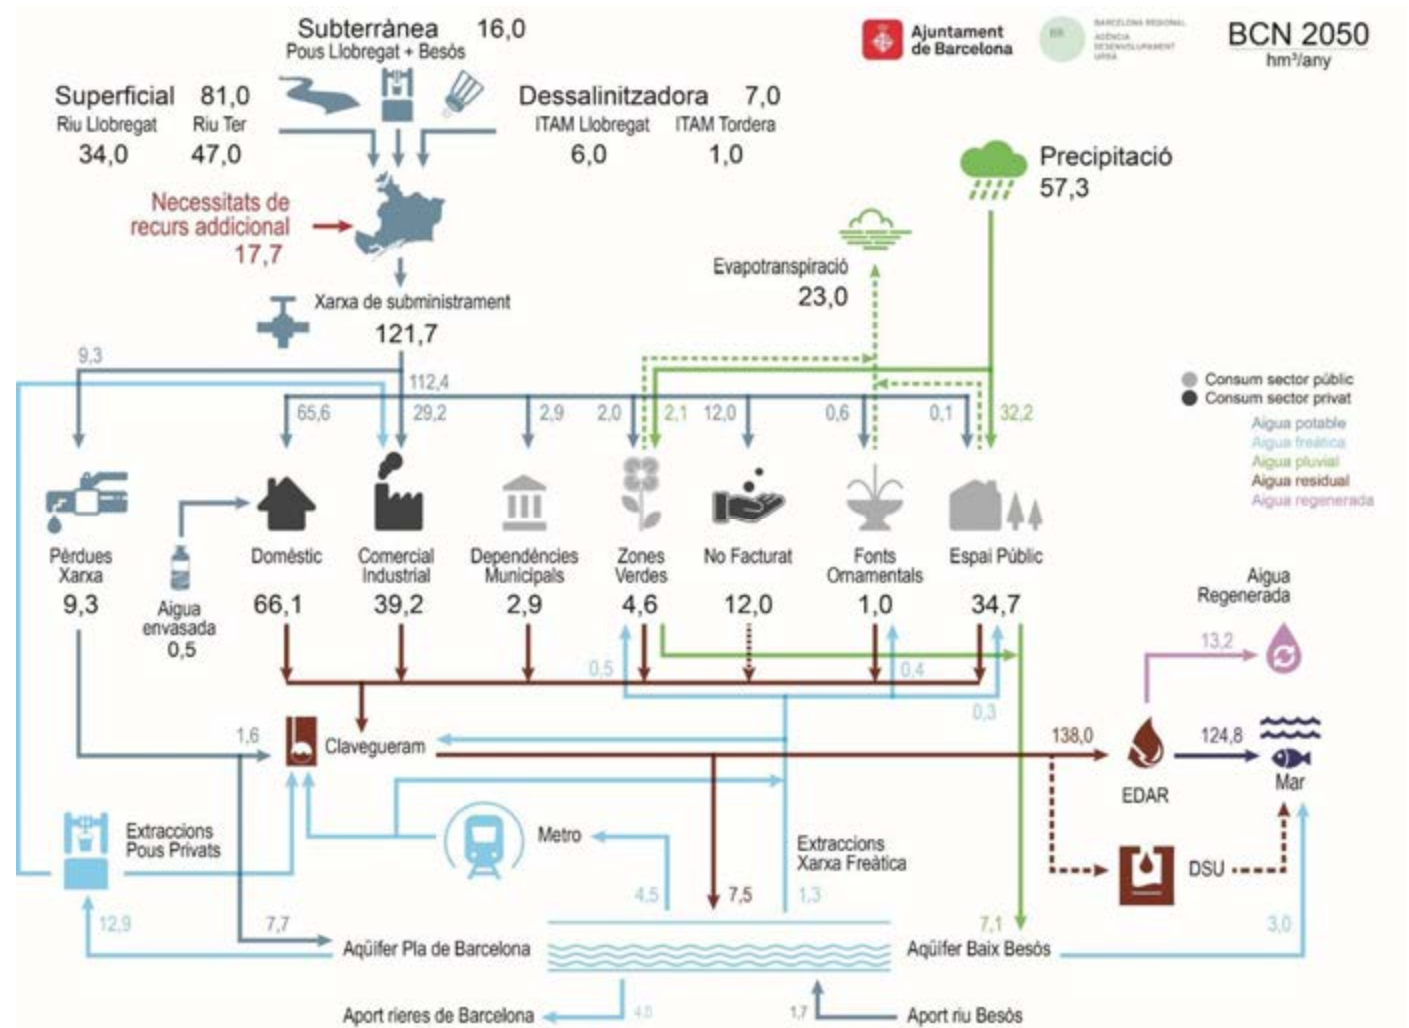 Subterrànea 16,0
Pous Llobregat + Besòs
Ajuntament
de Barcelona
BR
BARCELONA REGIONAL
AGÈNCIA
DESENVOLUPAMENT
URBÀ
BCN 2050
hm³/any
Superficial 81,0
Riu Llobregat Riu Ter
34,0 47,0
Dessalinitzadora 7,0
ITAM Llobregat ITAM Tordera
6,0 1,0
Precipitació
57,3
Necessitats de
recurs addicional
17,7
Evapotranspiració
23,0
Xarxa de subministrament
121,7
9,3
112,4
65,6 29,2 2,9 2,0 2,1 12,0 0,6 0,1 32,2
Consum sector públic
Consum sector privat
Aigua potable
Aigua freàtica
Aigua pluvial
Aigua residual
Aigua regenerada
Pèrdues
Xarxa
9,3
Aigua
envasada
0,5
Domèstic
66,1
Comercial
Industrial
39,2
Dependències
Municipals
2,9
Zones
Verdes
4,6
No Facturat
12,0
Fonts
Ornamentals
1,0
Espai Públic
34,7
Aigua
Regenerada
13,2
0,5 0,4
0,3
1,6
Clavegueram
138,0
EDAR
124,8
Mar
Extraccions
Pous Privats
Metro
Extraccions
Xarxa Freàtica
DSU
4,5 7,5 1,3
12,9
7,7
7,1
3,0
Aqüífer Pla de Barcelona
Aqüífer Baix Besòs
Aport rieres de Barcelona
4,0
1,7
Aport riu Besòs